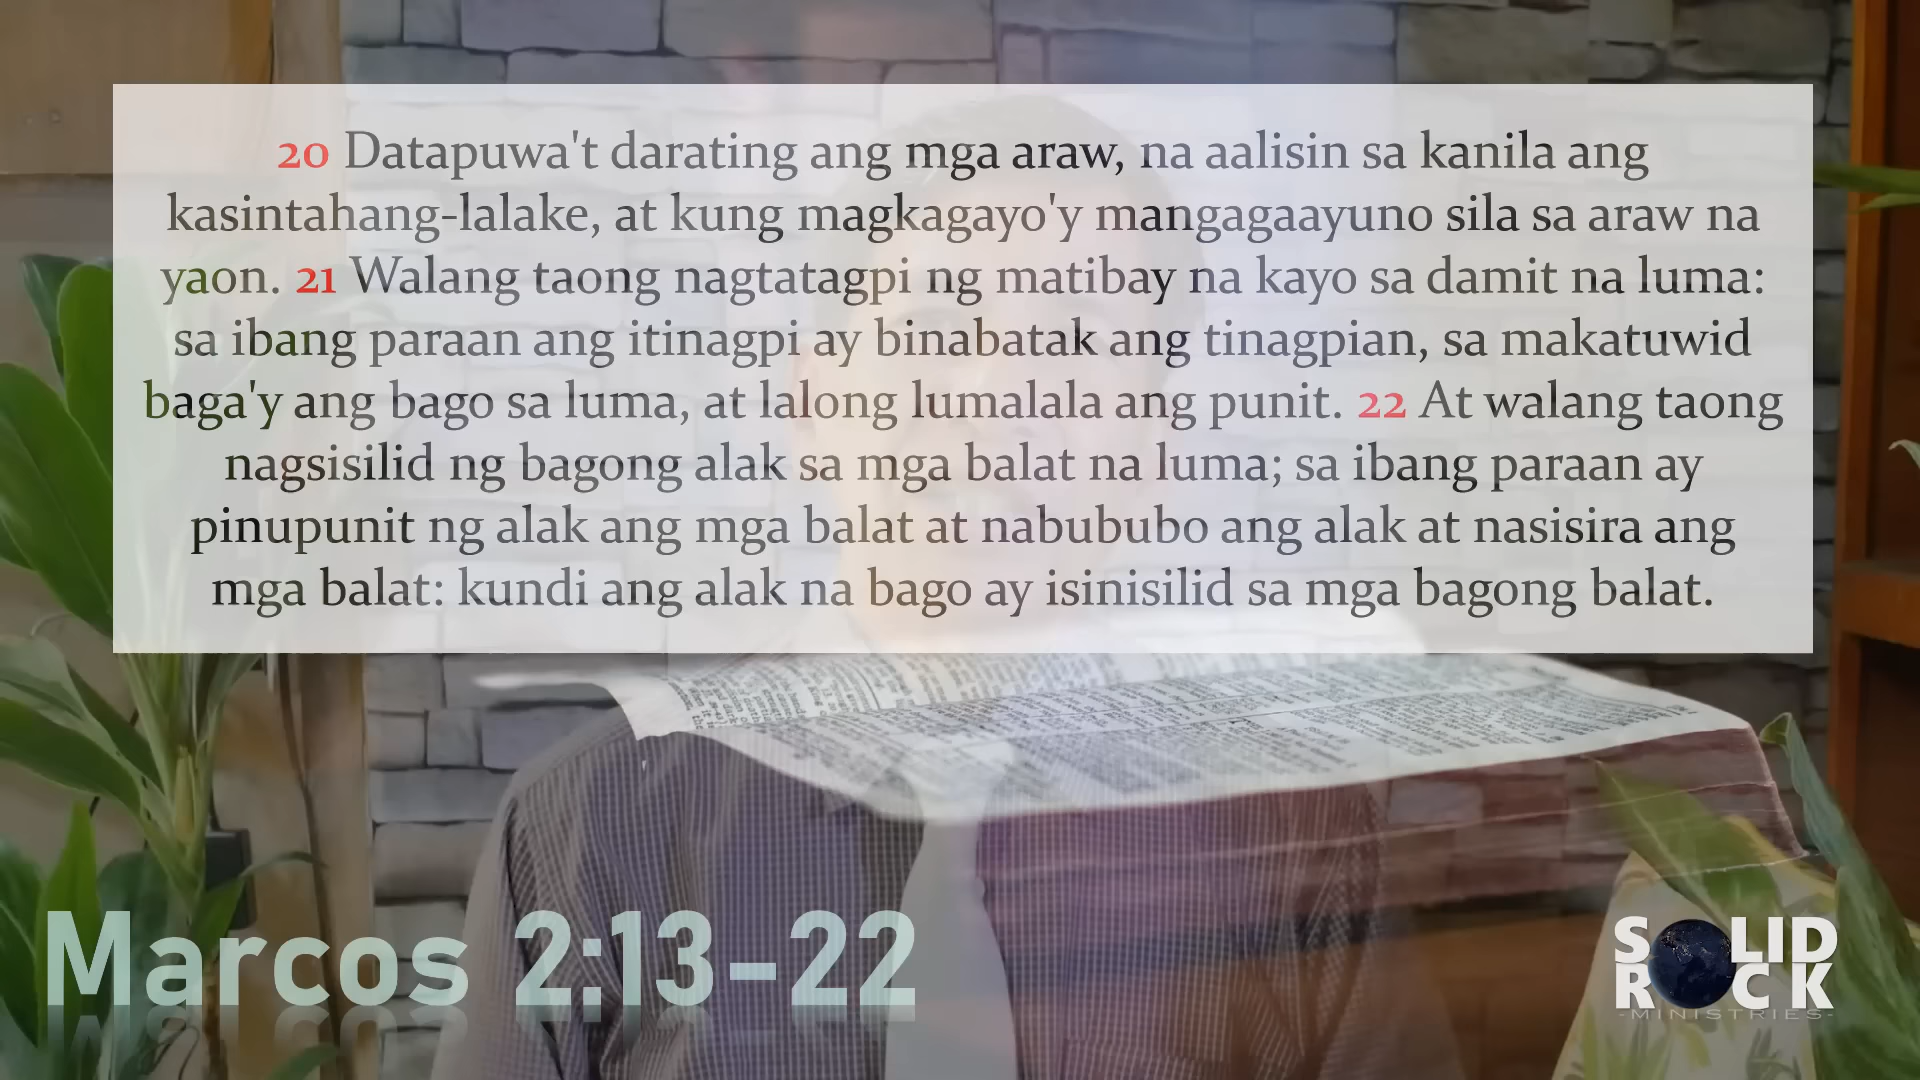 20 Datapuwa't darating ang mga araw, na aalisin sa kanila ang
kasintahang-lalake, at kung magkagayo'y mangagaayuno sila sa araw na
yaon. 21 Walang taong nagtatagpi ng matibay na kayo sa damit na luma:
sa ibang paraan ang itinagpi ay binabatak ang tinagpian, sa makatuwid
baga'y ang bago sa luma, at lalong lumalala ang punit. 22 At walang taong
nagsisilid ng bagong alak sa mga balat na luma; sa ibang paraan ay
pinupunit ng alak ang mga balat at nabububo ang alak at nasisira ang
mga balat: kundi ang alak na bago ay isinisilid sa mga bagong balat.
Marcos 2:13-22
SOLID
ROCK
-MINISTRIES-